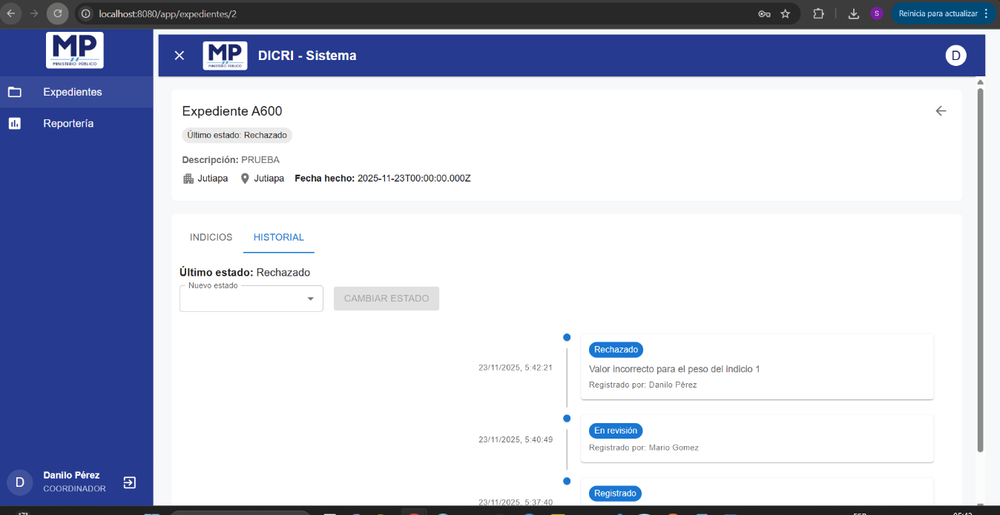 localhost:8080/app/expedientes/2
S
Reinicia para actualizar
MP
MINISTERIO PÚBLICO
MP
MINISTERIO PÚBLICO
DICRI - Sistema
D
Expedientes
Reportería
Expediente A600
Último estado: Rechazado
Descripción: PRUEBA
Jutiapa Jutiapa Fecha hecho: 2025-11-23T00:00:00.000Z
INDICIOS HISTORIAL
Último estado: Rechazado
Nuevo estado
CAMBIAR ESTADO
Rechazado
23/11/2025, 5:42:21
Valor incorrecto para el peso del indicio 1
Registrado por: Danilo Pérez
En revisión
23/11/2025, 5:40:49
Registrado por: Mario Gomez
Registrado
23/11/2025, 5:37:40
D
Danilo Pérez
COORDINADOR